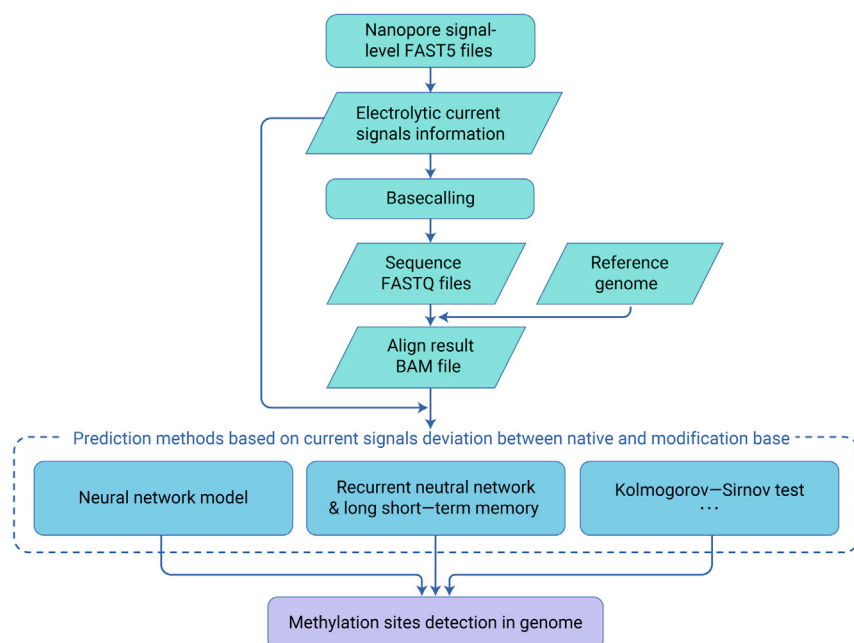 Nanopore signal-
level FAST5 files
Electrolytic current
signals information
Basecalling
Sequence
FASTQ files
Reference
genome
Align result
BAM file
Prediction methods based on current signals deviation between native and modification base
Neural network model
Recurrent neutral network
& long short—term memory
Kolmogorov—Sirnov test
...
Methylation sites detection in genome